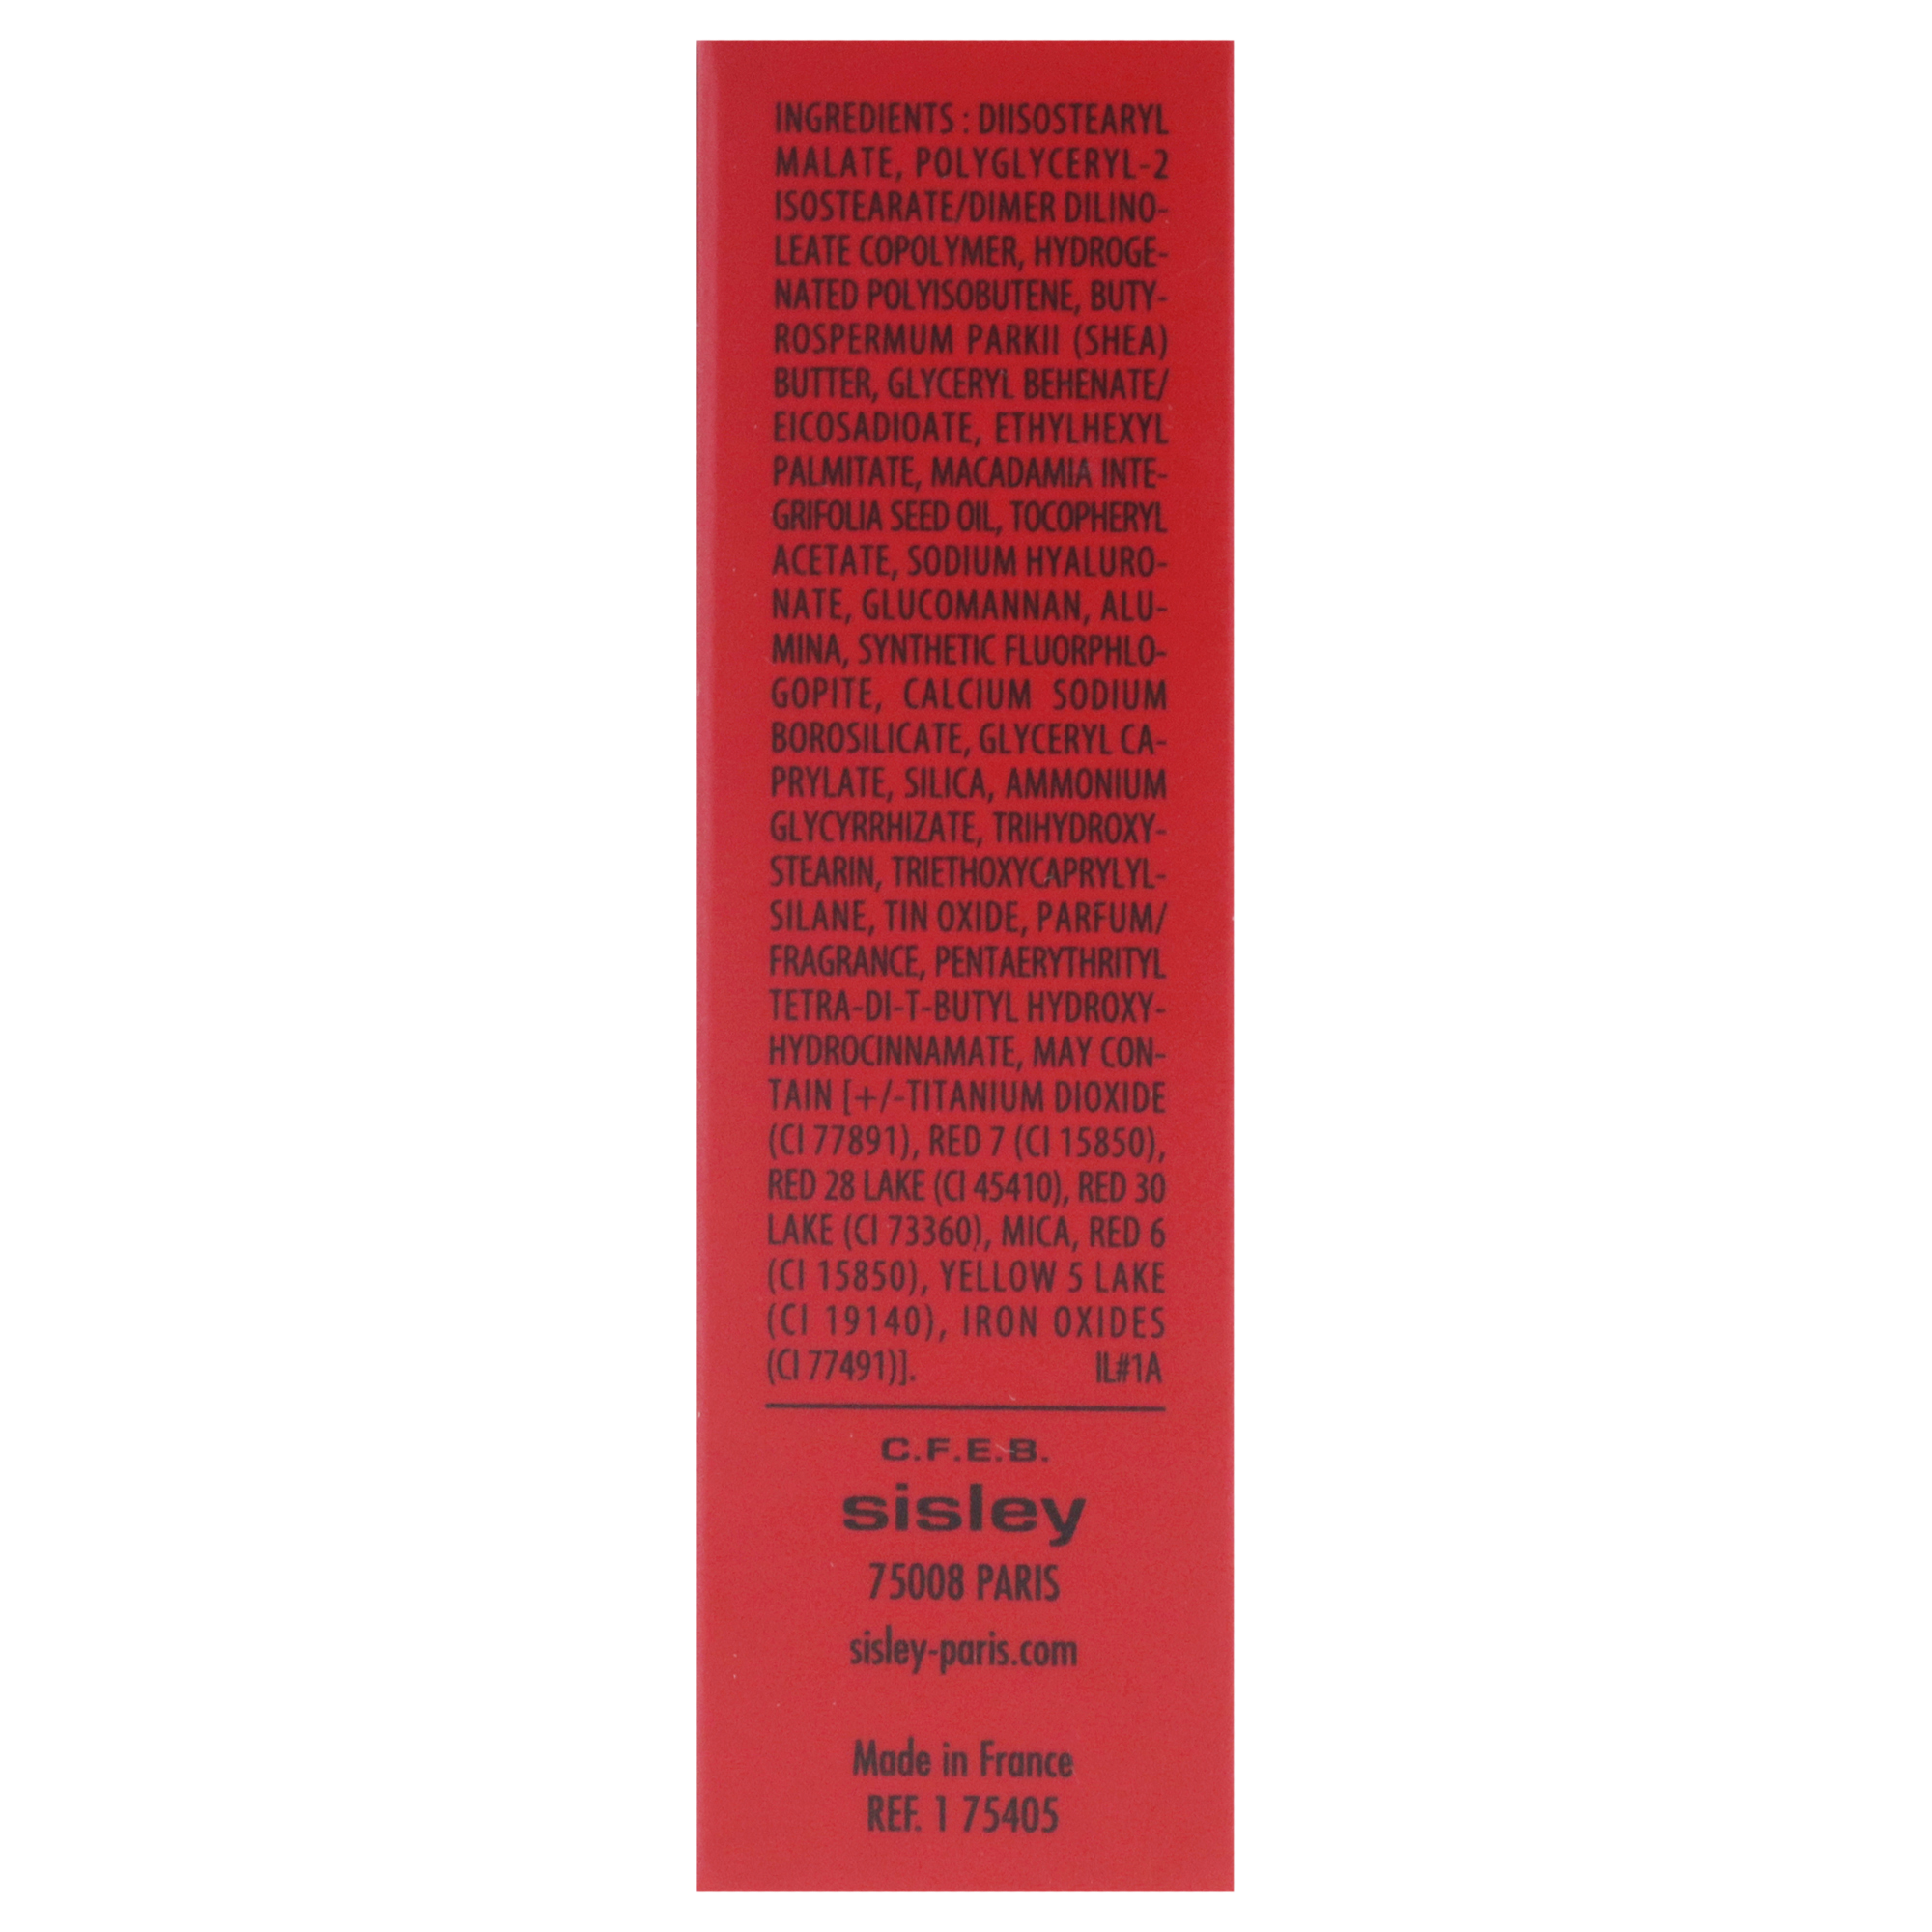 INGREDIENTS : DIISOSTEARYL
MALATE, POLYGLYCERYL-2
ISOSTEARATE/DIMER DILINO-
LEATE COPOLYMER, HYDROGE-
NATED POLYISOBUTENE, BUTY-
ROSPERMUM PARKII (SHEA)
BUTTER, GLYCERYL BEHENATE/
EICOSADIOATE, ETHYLHEXYL
PALMITATE, MACADAMIA INTE-
GRIFOLIA SEED OIL, TOCOPHERYL
ACETATE, SODIUM HYALURO-
NATE, GLUCOMANNAN, ALU-
MINA, SYNTHETIC FLUORPHLO-
GOPITE, CALCIUM SODIUM
BOROSILICATE, GLYCERYL CA-
PRYLATE, SILICA, AMMONIUM
GLYCYRRHIZATE, TRIHYDROXY-
STEARIN, TRIETHOXYCAPRYLYL-
SILANE, TIN OXIDE, PARFUM/
FRAGRANCE, PENTAERYTHRITYL
TETRA-DI-T-BUTYL HYDROXY-
HYDROCINNAMATE, MAY CON-
TAIN [+/-TITANIUM DIOXIDE
(CI 77891), RED 7 (CI 15850),
RED 28 LAKE (CI 45410), RED 30
LAKE (CI 73360), MICA, RED 6
(CI 15850), YELLOW 5 LAKE
(CI 19140), IRON OXIDES
(CI 77491)]. IL#1A
C.F.E.B.
sisley
75008 PARIS
sisley-paris.com
Made in France
REF. 1 75405